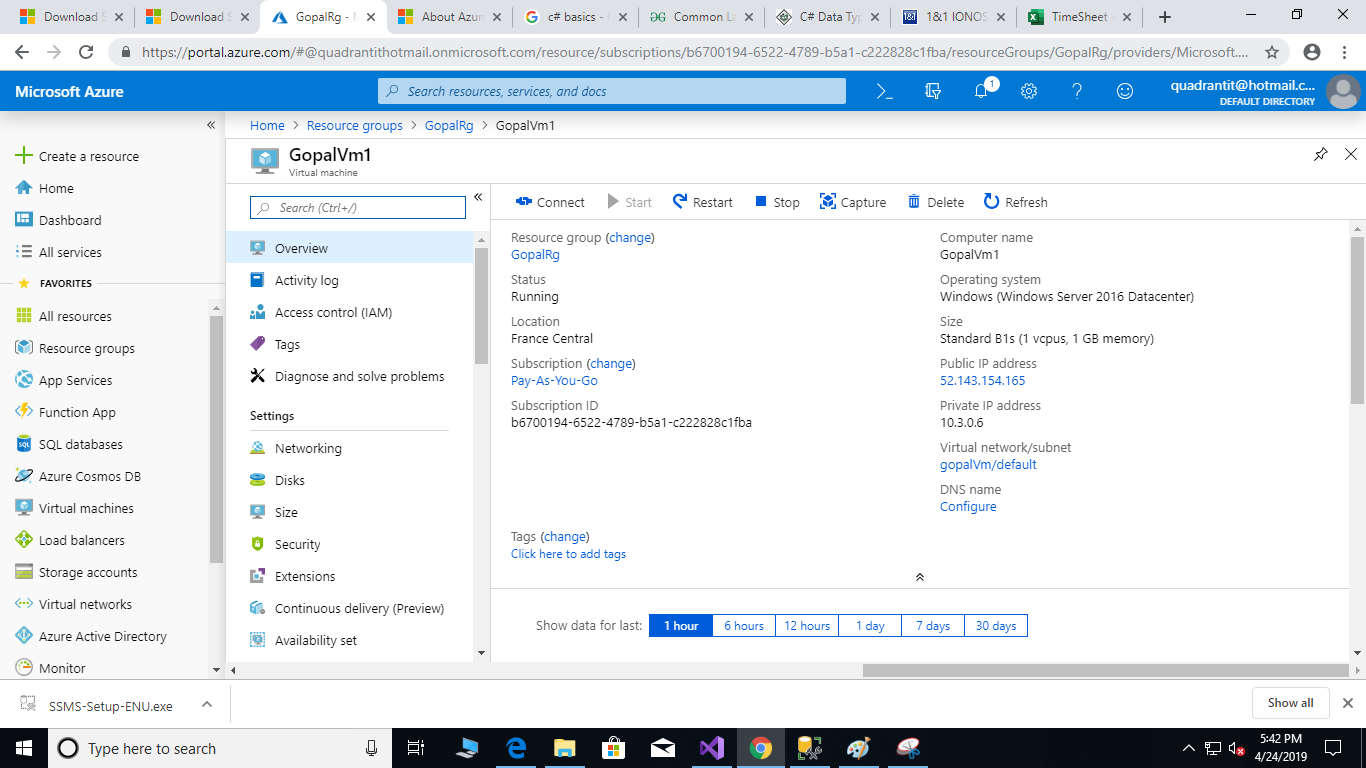 Download S
Download S
GopalRg - M
About Azur
c# basics - G
Common La
C# Data Typ
1&1 IONOS
TimeSheet -
https://portal.azure.com/#@quadrantithotmail.onmicrosoft.com/resource/subscriptions/b6700194-6522-4789-b5a1-c222828c1fba/resourceGroups/GopalRg/providers/Microsoft....
Microsoft Azure
Search resources, services, and docs
1
quadrantit@hotmail.c...
DEFAULT DIRECTORY
Home > Resource groups > GopalRg > GopalVm1
GopalVm1
Virtual machine
Create a resource
Home
Dashboard
All services
FAVORITES
All resources
Resource groups
App Services
Function App
SQL databases
Azure Cosmos DB
Virtual machines
Load balancers
Storage accounts
Virtual networks
Azure Active Directory
Monitor
Search (Ctrl+/)
Overview
Activity log
Access control (IAM)
Tags
Diagnose and solve problems
Settings
Networking
Disks
Size
Security
Extensions
Continuous delivery (Preview)
Availability set
Connect Start Restart Stop Capture Delete Refresh
Resource group (change)
GopalRg
Status
Running
Location
France Central
Subscription (change)
Pay-As-You-Go
Subscription ID
b6700194-6522-4789-b5a1-c222828c1fba
Computer name
GopalVm1
Operating system
Windows (Windows Server 2016 Datacenter)
Size
Standard B1s (1 vcpus, 1 GB memory)
Public IP address
52.143.154.165
Private IP address
10.3.0.6
Virtual network/subnet
gopalVm/default
DNS name
Configure
Tags (change)
Click here to add tags
Show data for last: 1 hour 6 hours 12 hours 1 day 7 days 30 days
SSMS-Setup-ENU.exe
Show all
Type here to search
5:42 PM
4/24/2019